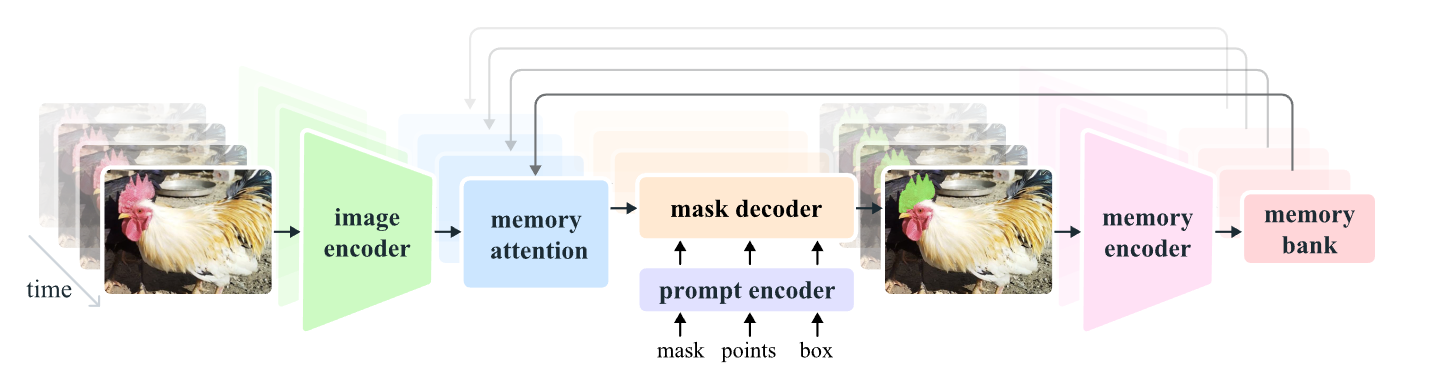 time
image
encoder
memory
attention
mask decoder
prompt encoder
mask points box
memory
encoder
memory
bank